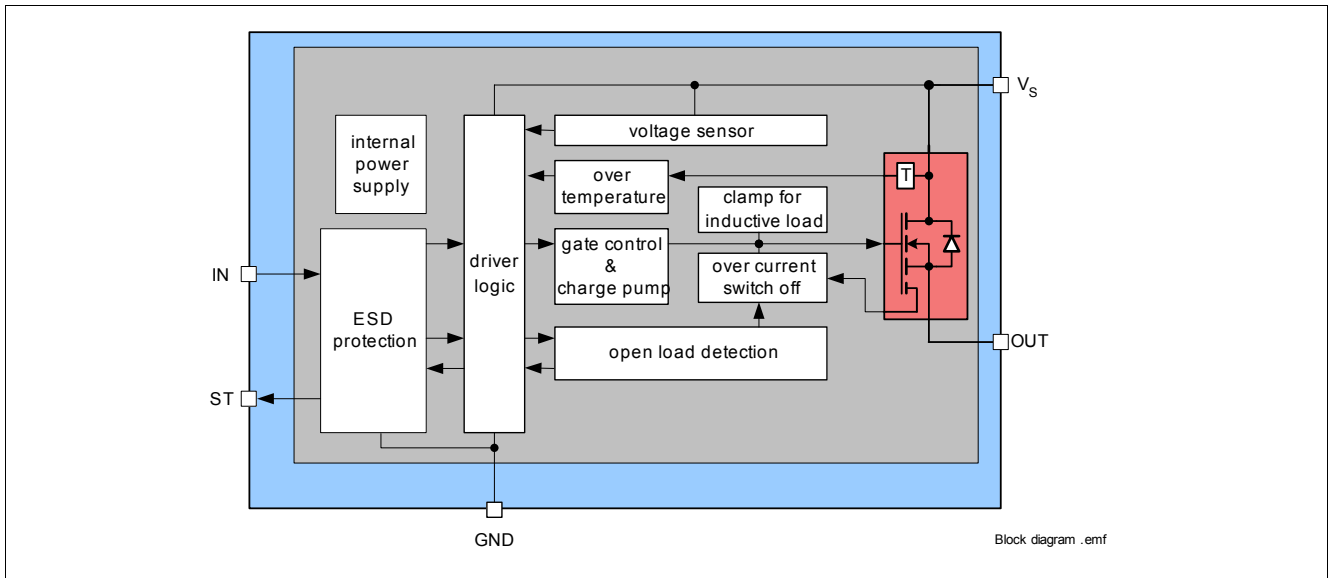 V_S
internal
power
supply
voltage sensor
over
temperature
T
clamp for
inductive load
IN
ESD
protection
driver
logic
gate control
&
charge pump
over current
switch off
open load detection
OUT
ST
GND
Block diagram .emf